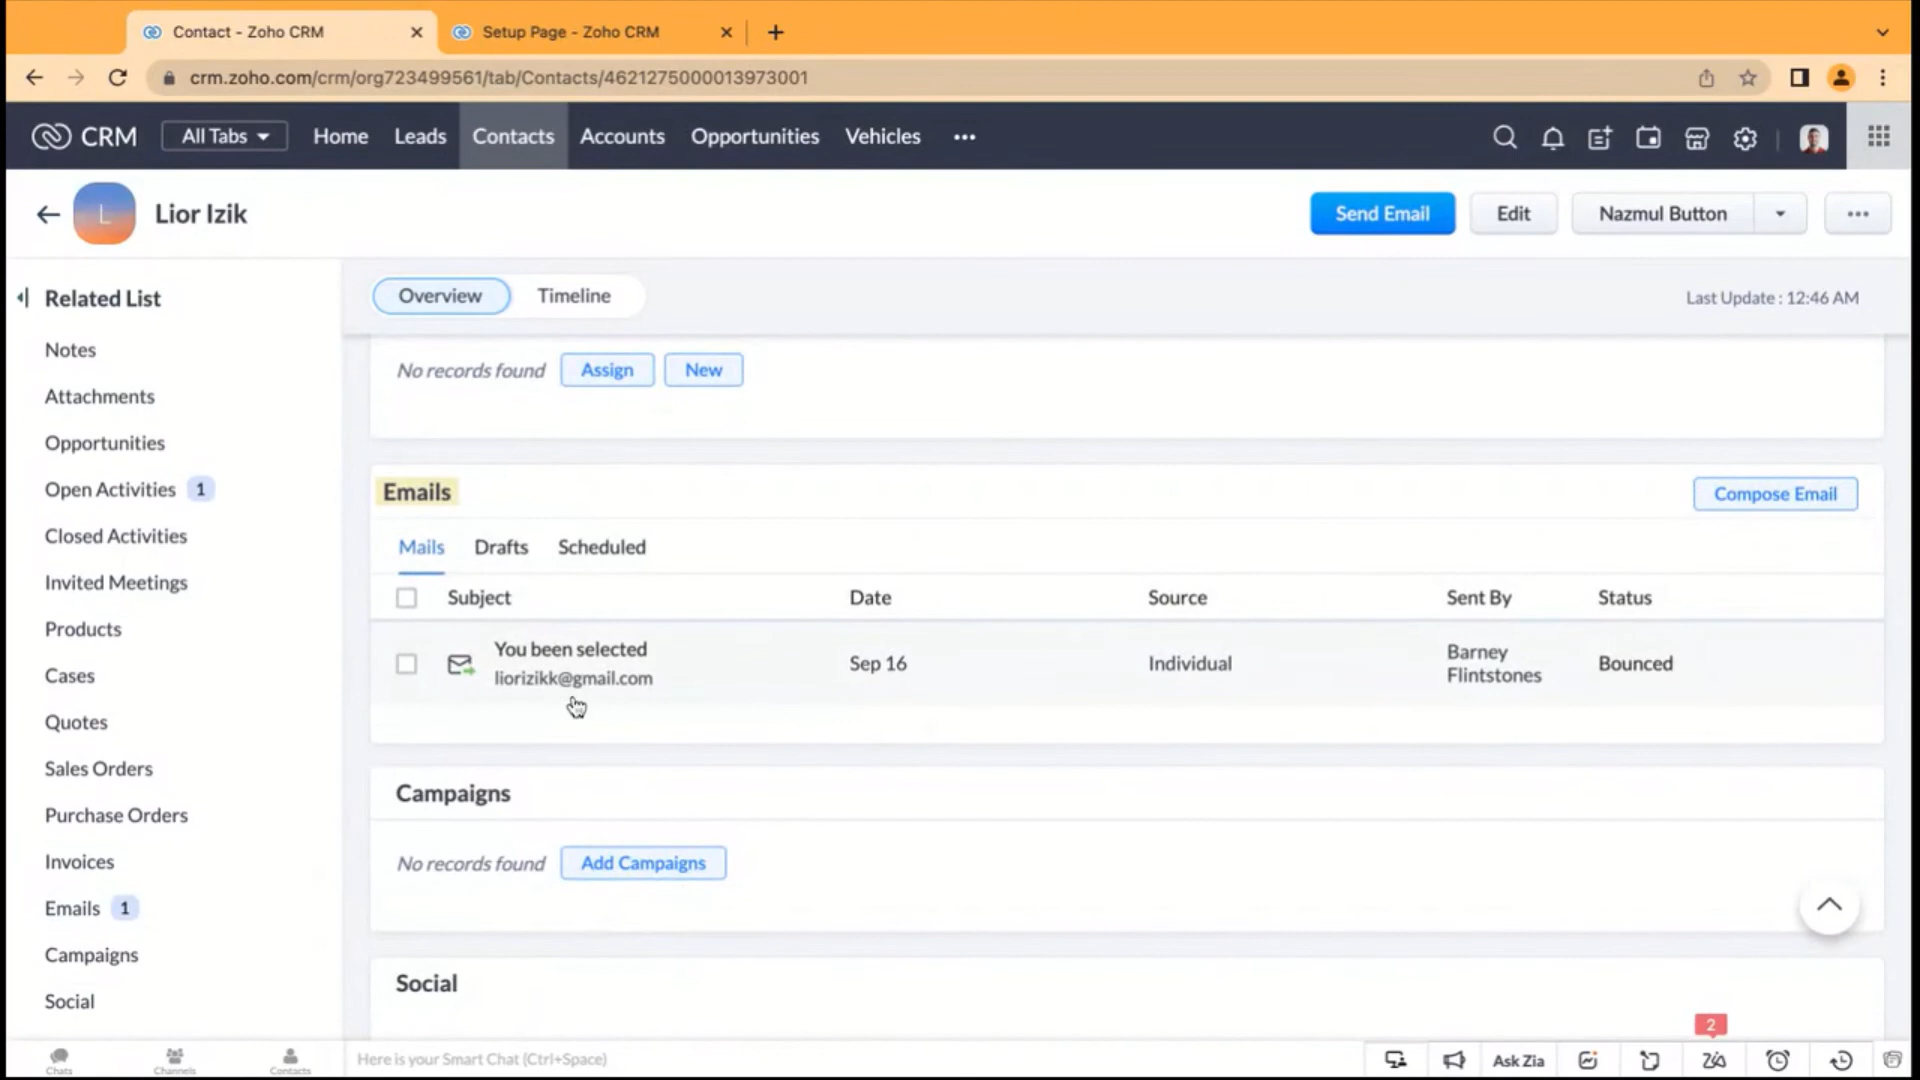 Contact - Zoho CRM
Setup Page - Zoho CRM
crm.zoho.com/crm/org723499561/tab/Contacts/4621275000013973001
CRM
All Tabs
Home
Leads
Contacts
Accounts
Opportunities
Vehicles
L
Lior Izik
Send Email
Edit
Nazmul Button
Related List
Notes
Attachments
Opportunities
Open Activities 1
Closed Activities
Invited Meetings
Products
Cases
Quotes
Sales Orders
Purchase Orders
Invoices
Emails 1
Campaigns
Social
Overview
Timeline
Last Update : 12:46 AM
No records found
Assign
New
Emails
Compose Email
Mails
Drafts
Scheduled
Subject
Date
Source
Sent By
Status
You been selected
liorizikk@gmail.com
Sep 16
Individual
Barney
Flintstones
Bounced
Campaigns
No records found
Add Campaigns
Social
2
Chats
Channels
Contacts
Here is your Smart Chat (Ctrl+Space)
Ask Zia